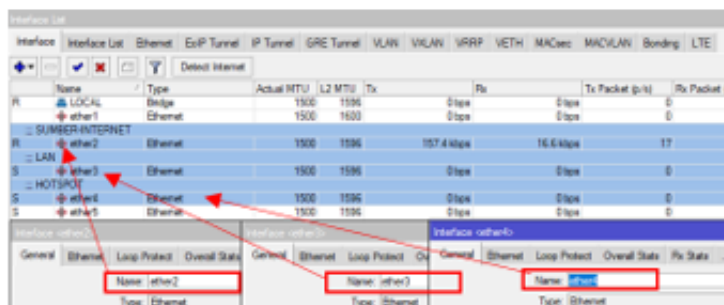 Interface List
Interface Interface List Ethernet EoIP Tunnel IP Tunnel GRE Tunnel VLAN VXLAN VRRP VETH MACsec MACVLAN Bonding LTE
Detect Internet
Name / Type Actual MTU L2 MTU Tx Rx Tx Packet (p/s) Rx Packet
R LOCAL Bridge 1500 1596 0 bps 0 bps 0
ether1 Ethernet 1500 1600 0 bps 0 bps 0
::: SUMBER-INTERNET
R ether2 Ethernet 1500 1596 157.4 kbps 16.6 kbps 17
::: LAN
S ether3 Ethernet 1500 1596 0 bps 0 bps 0
::: HOTSPOT
S ether4 Ethernet 1500 1596 0 bps 0 bps 0
S ether5 Ethernet 1500 1596 0 bps 0 bps 0
Interface <ether2> Interface <ether3> Interface <ether4>
General Ethernet Loop Protect Overall Stats General Ethernet Loop Protect General Ethernet Loop Protect Overall Stats Rx Stats
Name: ether2 Name: ether3 Name: ether4
Type: Ethernet Type: Ethernet Type: Ethernet